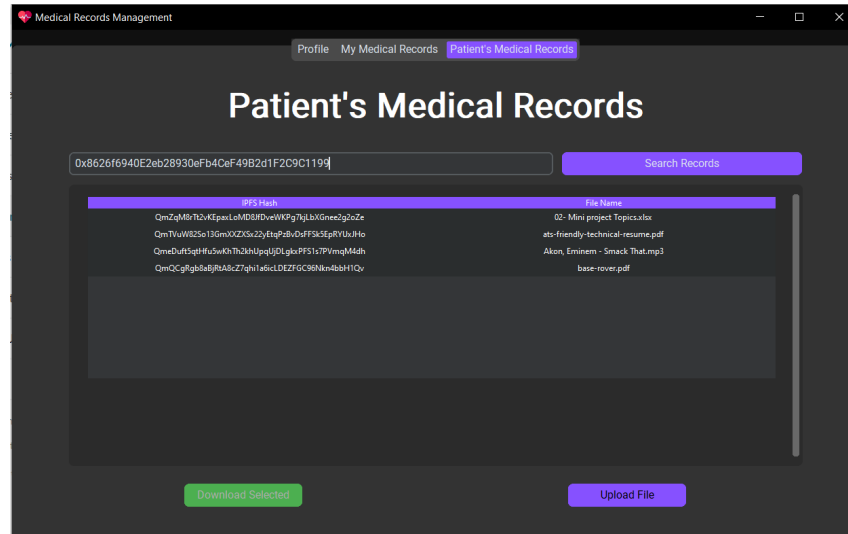 Medical Records Management
Profile My Medical Records Patient's Medical Records
Patient's Medical Records
0x8626f6940E2eb28930eFb4CeF49B2d1F2C9C1199 Search Records
IPFS Hash File Name
QmZqM8rTt2vKEpaxLoMD8JfDveWKPg7kjLbXGnee2g2oZe 02- Mini project Topics.xlsx
QmTVuW82So13GmXXZXSx22yEtqPzBvDsFFSk5EpRYUxJHo ats-friendly-technical-resume.pdf
QmeDuft5qtHfu5wKhTh2khUpqUjDLgkxPFS1s7PVmqM4dh Akon, Eminem - Smack That.mp3
QmQCgRgb8aBjRtA8cZ7qhi1a6icLDEZFGC96Nkn4bbH1Qv base-rover.pdf
Download Selected Upload File